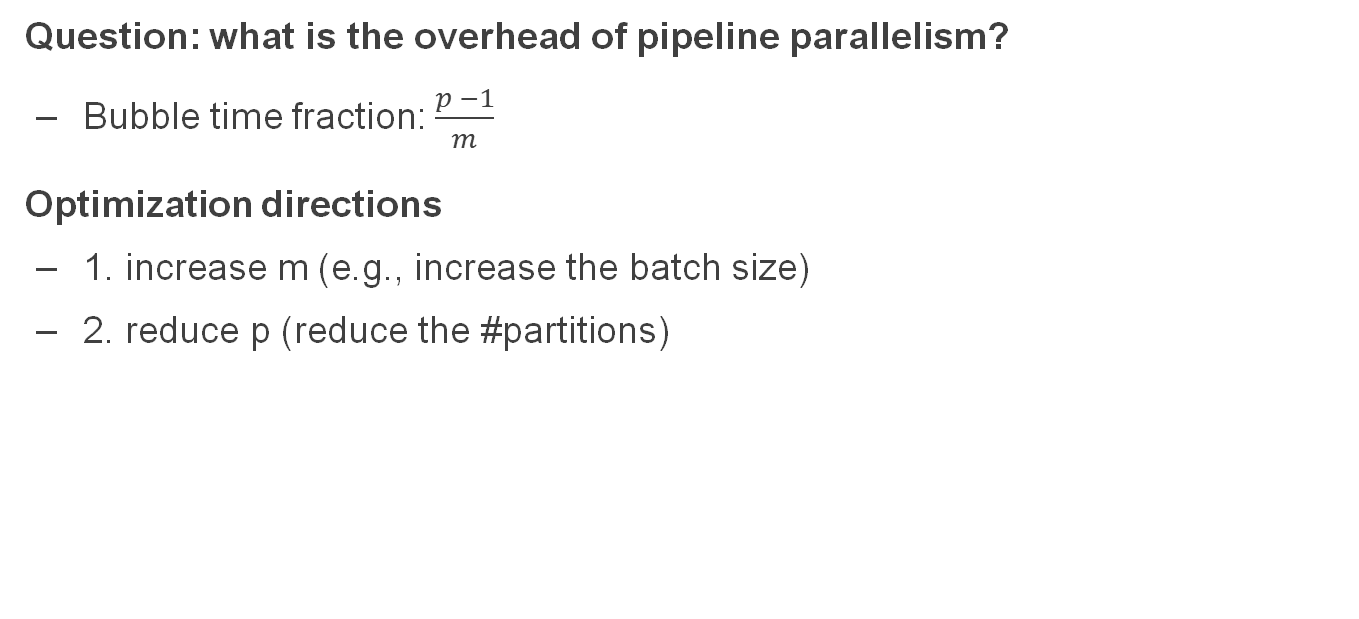 Question: what is the overhead of pipeline parallelism?
– Bubble time fraction: \frac{p - 1}{m}
Optimization directions
– 1. increase m (e.g., increase the batch size)
– 2. reduce p (reduce the #partitions)